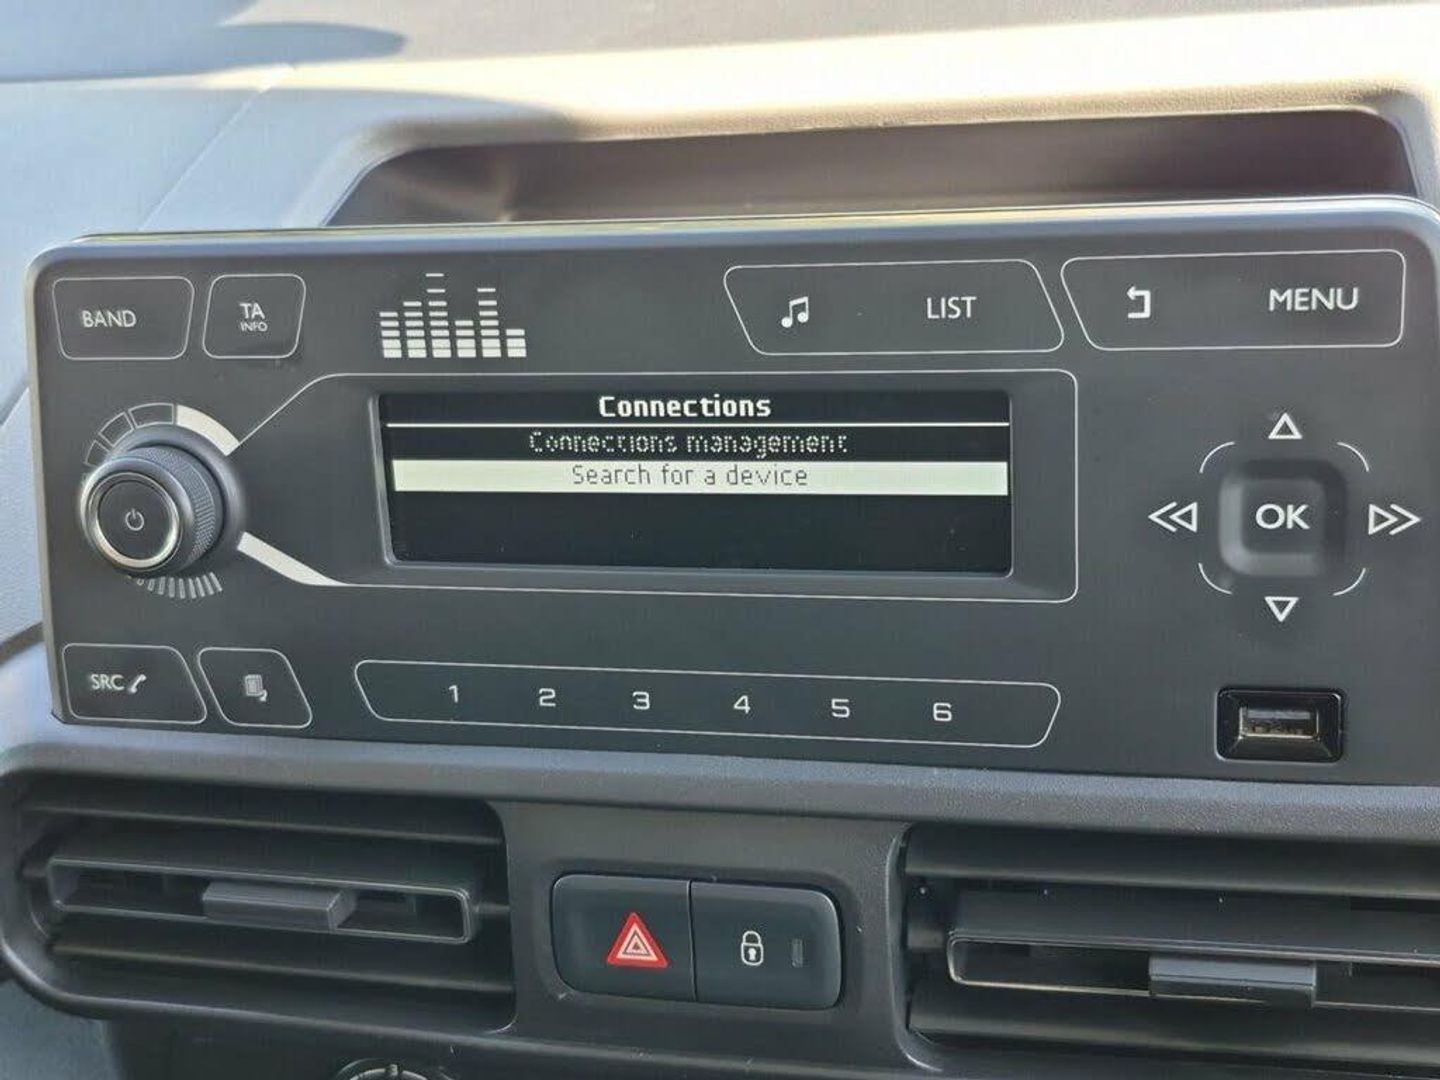 BAND
TA
INFO
LIST
MENU
Connections
Connections management
Search for a device
OK
SRC
1 2 3 4 5 6